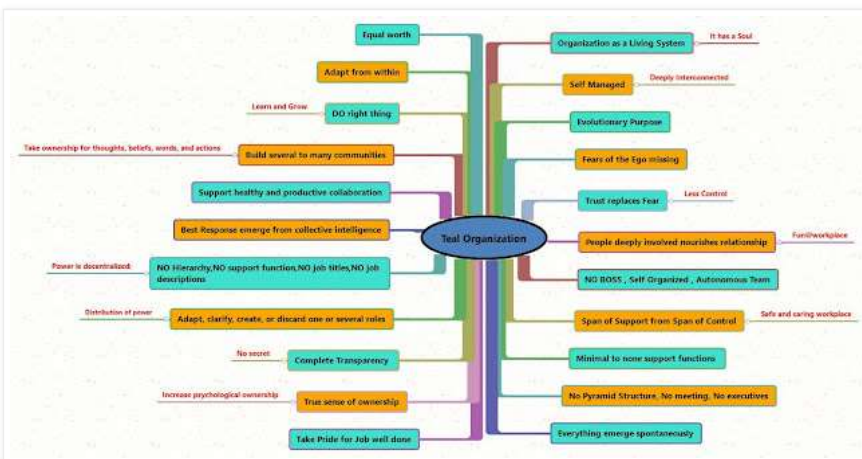 Equal worth
Adapt from within
Learn and Grow
DO right thing
Take ownership for thoughts, beliefs, words, and actions
Build several to many communities
Support healthy and productive collaboration
Best Response emerge from collective intelligence
Power is decentralized
NO Hierarchy,NO support function,NO job titles,NO job
descriptions
Distribution of power
Adapt, clarify, create, or discard one or several roles
No secret
Complete Transparency
Increase psychological ownership
True sense of ownership
Take Pride for Job well done
Teal Organization
Organization as a Living System
It has a Soul
Self Managed
Deeply Interconnected
Evolutionary Purpose
Fears of the Ego missing
Trust replaces Fear
Less Control
People deeply involved nourishes relationship
NO BOSS , Self Organized , Autonomous Team
Span of Support from Span of Control
Safe and caring workplace
Minimal to none support functions
No Pyramid Structure, No meeting, No executives
Everything emerge spontaneously